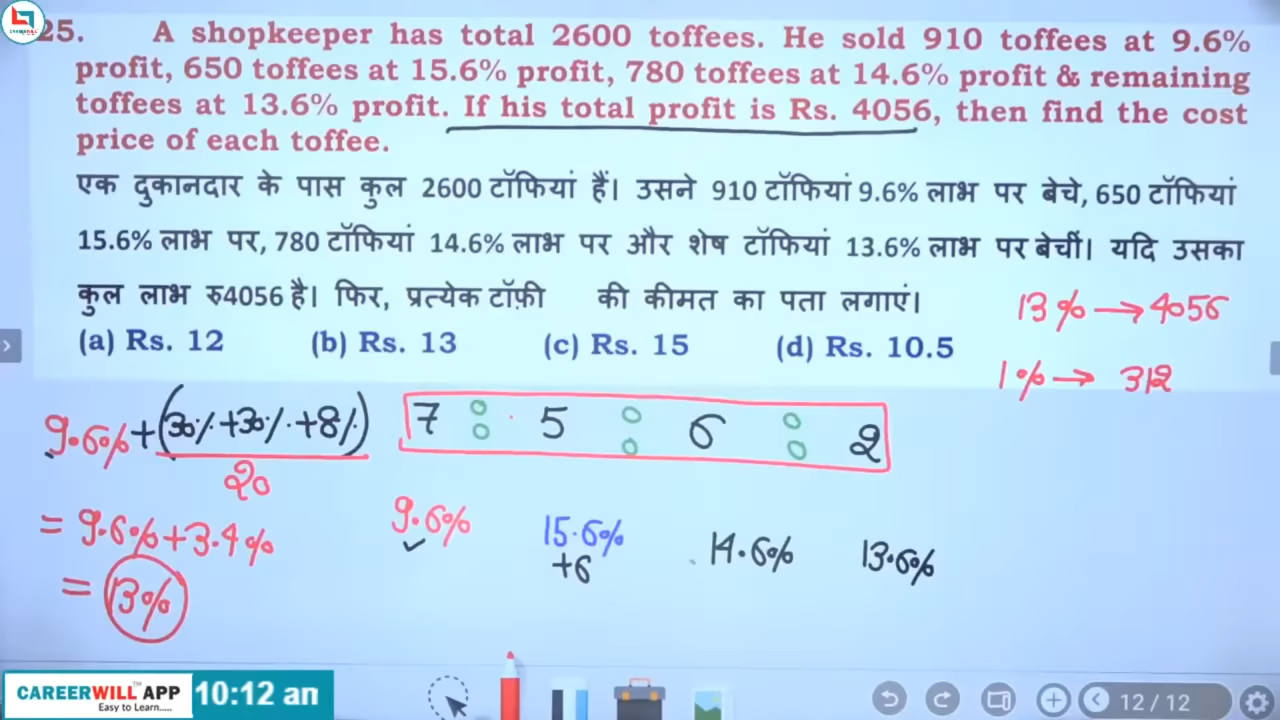 25. A shopkeeper has total 2600 toffees. He sold 910 toffees at 9.6%
profit, 650 toffees at 15.6% profit, 780 toffees at 14.6% profit & remaining
toffees at 13.6% profit. If his total profit is Rs. 4056, then find the cost
price of each toffee.
एक दुकानदार के पास कुल 2600 टॉफियां हैं। उसने 910 टॉफियां 9.6% लाभ पर बेचे, 650 टॉफियां
15.6% लाभ पर, 780 टॉफियां 14.6% लाभ पर और शेष टॉफियां 13.6% लाभ पर बेचीं। यदि उसका
कुल लाभ रु4056 है। फिर, प्रत्येक टॉफ़ी की कीमत का पता लगाएं।
13% → 4056
(a) Rs. 12 (b) Rs. 13 (c) Rs. 15 (d) Rs. 10.5
1% → 312
9.6% + (30% + 30% + 8%)
20
7 : 5 : 6 : 2
= 9.6% + 3.4%
9.6% 15.6% 14.6% 13.6%
+6
= 13%
CAREERWILL APP
Easy to Learn.....
10:12 an
12 / 12